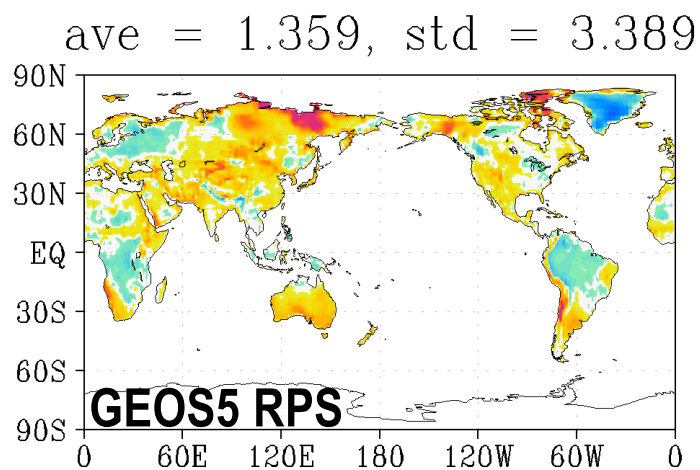 ave = 1.359, std = 3.389
90N
60N
30N
EQ
30S
60S
90S
GEOS5 RPS
0 60E 120E 180 120W 60W 0